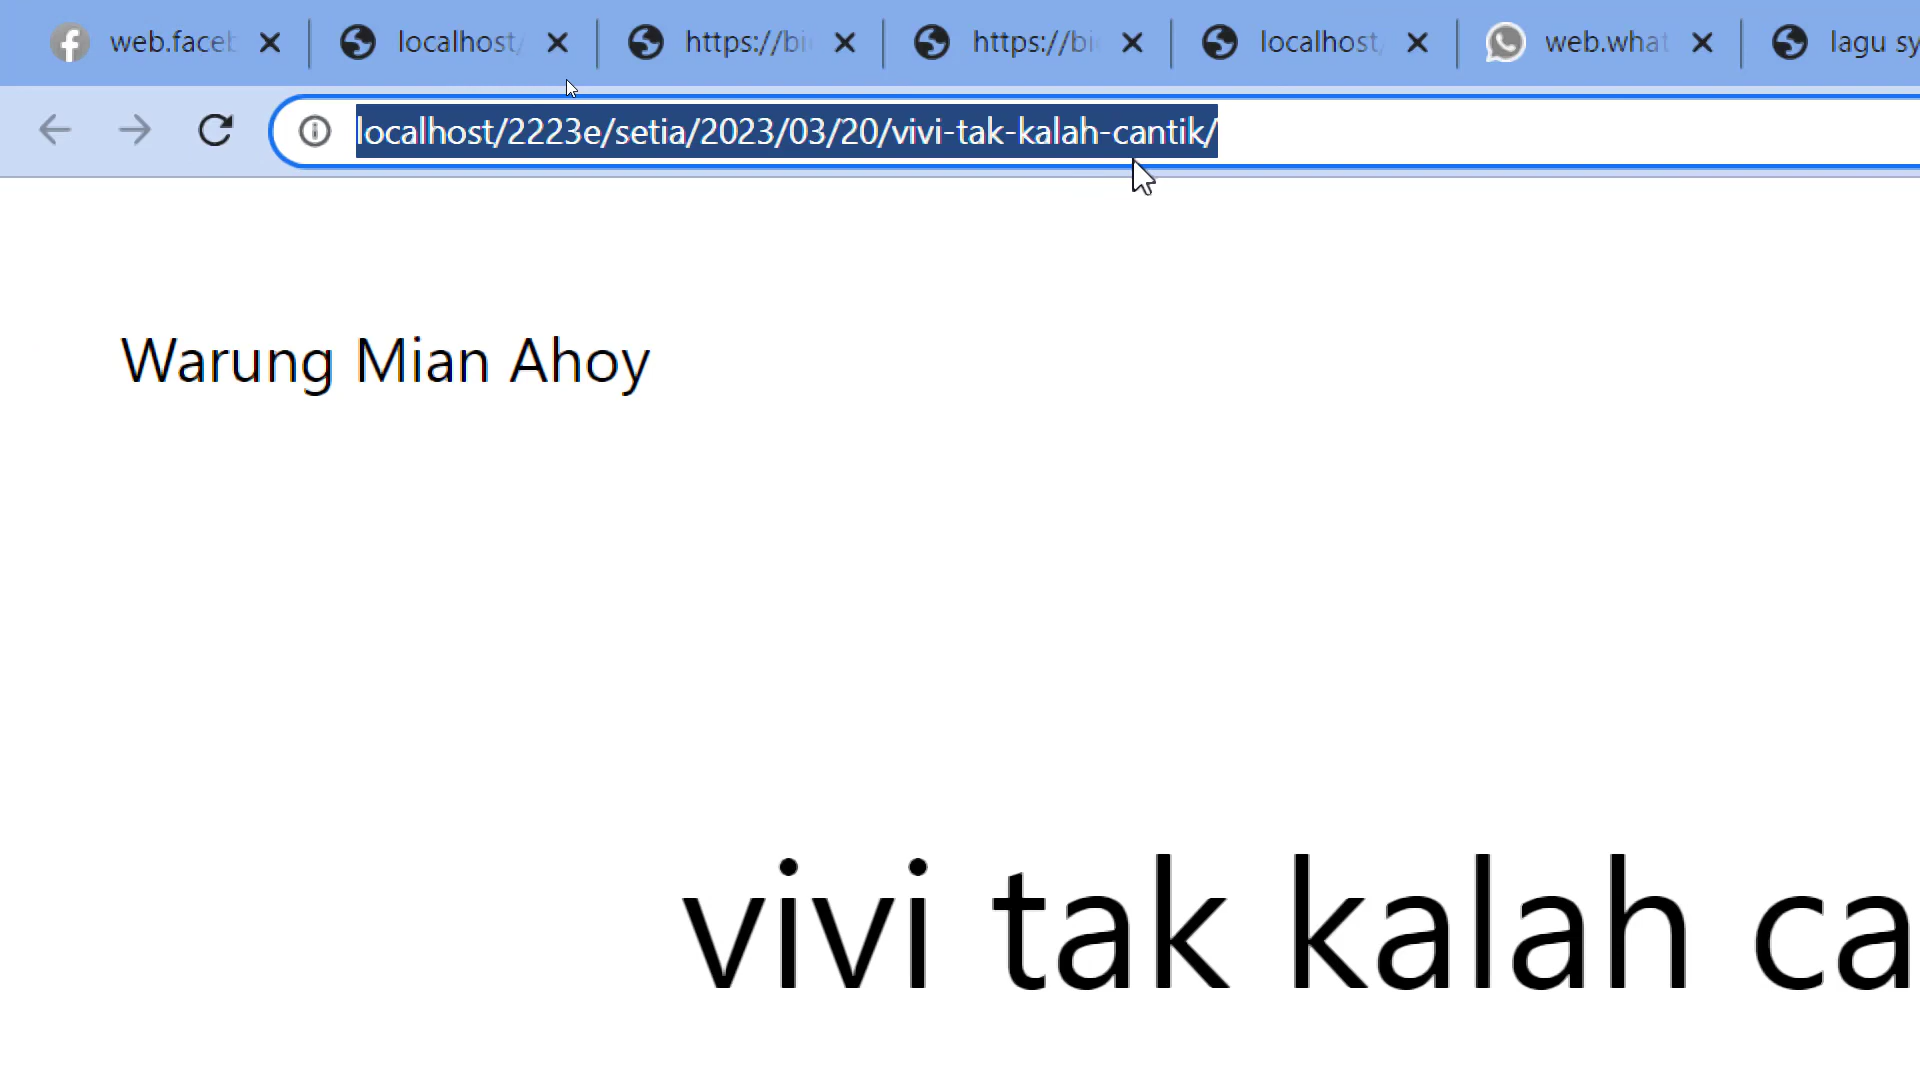 web.faceb localhost/ https://bi https://bi localhost/ web.what lagu sy
localhost/2223e/setia/2023/03/20/vivi-tak-kalah-cantik/
Warung Mian Ahoy
vivi tak kalah ca